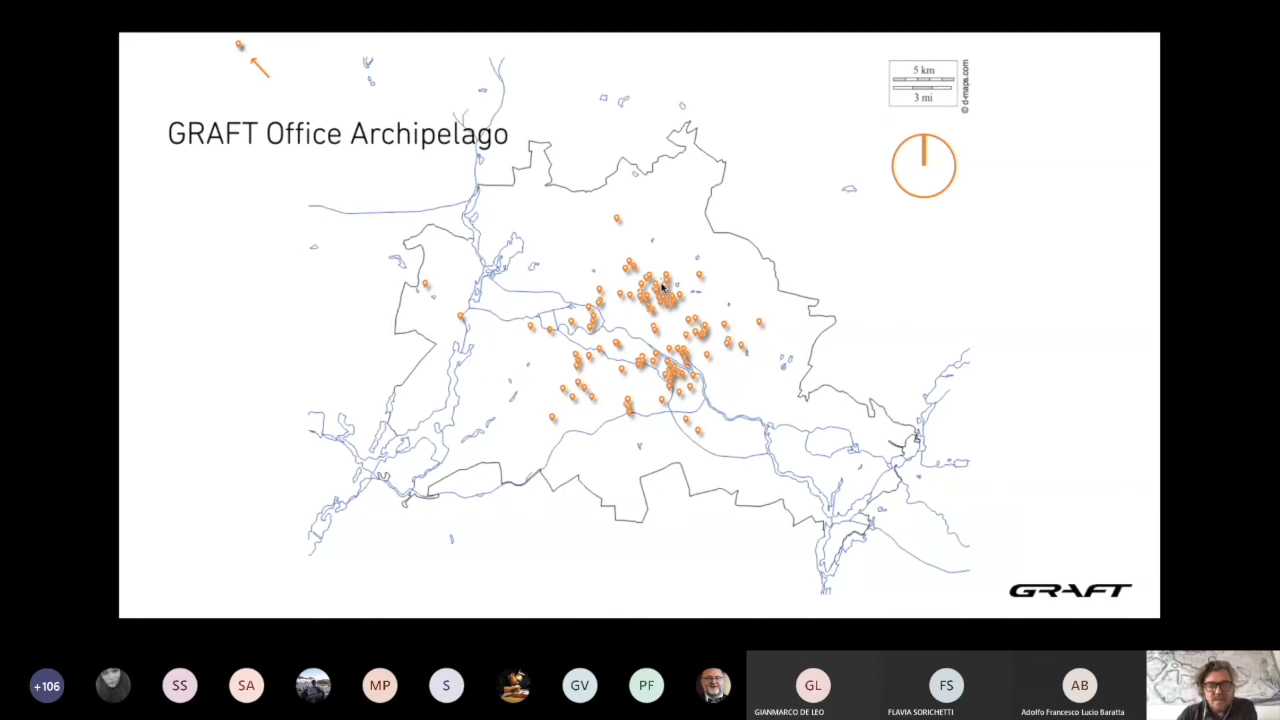 GRAFT Office Archipelago
5 km
3 mi
© d-maps.com
GRAFT
+106
SS
SA
MP
S
GV
PF
GL
FS
AB
GIANMARCO DE LEO
FLAVIA SORICHETTI
Adolfo Francesco Lucio Baratta